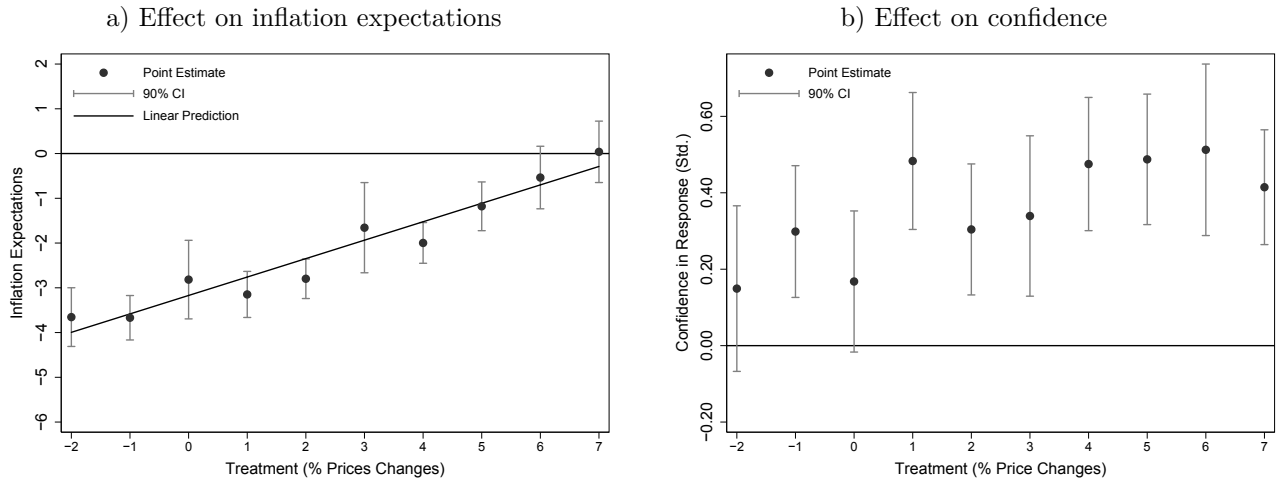 a) Effect on inflation expectations
Point Estimate
90% CI
Linear Prediction
Inflation Expectations
2
1
0
−1
−2
−3
−4
−5
−6
−2 −1 0 1 2 3 4 5 6 7
Treatment (% Prices Changes)
b) Effect on confidence
Point Estimate
90% CI
Confidence in Response (Std.)
0.60
0.40
0.20
0.00
−0.20
−2 −1 0 1 2 3 4 5 6 7
Treatment (% Price Changes)